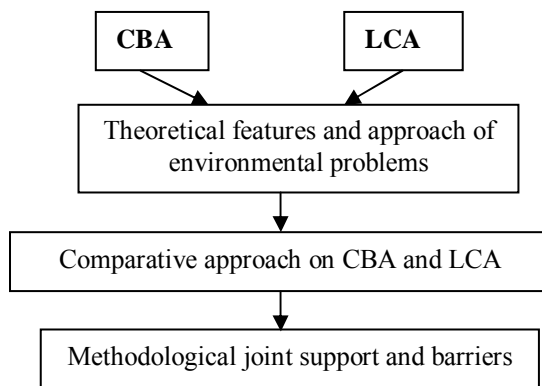 CBA
LCA
Theoretical features and approach of
environmental problems
Comparative approach on CBA and LCA
Methodological joint support and barriers